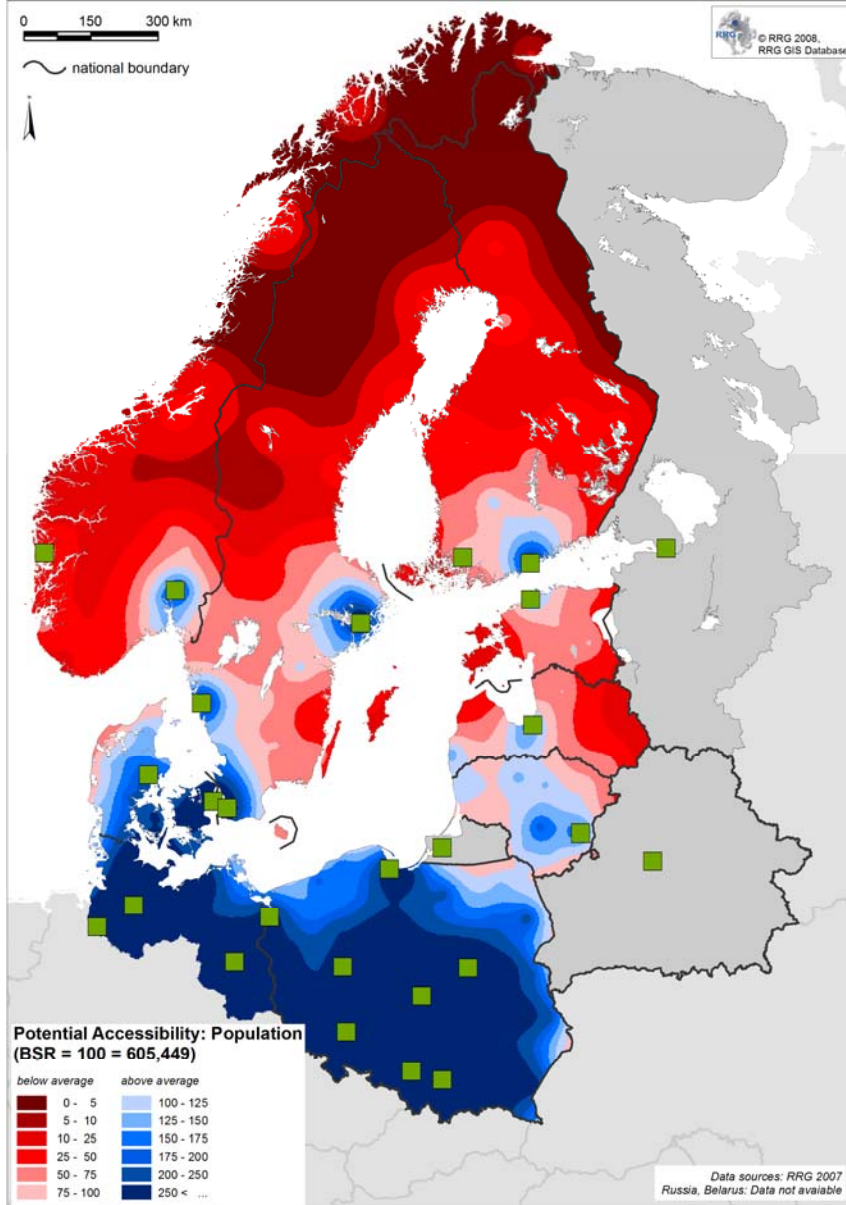 0 150 300 km
national boundary
RRG
© RRG 2008,
RRG GIS Database
Potential Accessibility: Population
(BSR = 100 = 605,449)
below average above average
0 - 5 100 - 125
5 - 10 125 - 150
10 - 25 150 - 175
25 - 50 175 - 200
50 - 75 200 - 250
75 - 100 250 < ...
Data sources: RRG 2007
Russia, Belarus: Data not avaiable